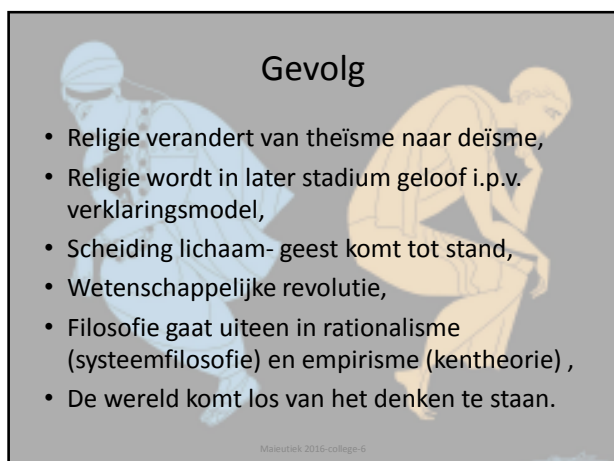 Gevolg
• Religie verandert van theïsme naar deïsme,
• Religie wordt in later stadium geloof i.p.v.
verklaringsmodel,
• Scheiding lichaam- geest komt tot stand,
• Wetenschappelijke revolutie,
• Filosofie gaat uiteen in rationalisme
(systeemfilosofie) en empirisme (kentheorie) ,
• De wereld komt los van het denken te staan.
Maieutiek 2016-college-6